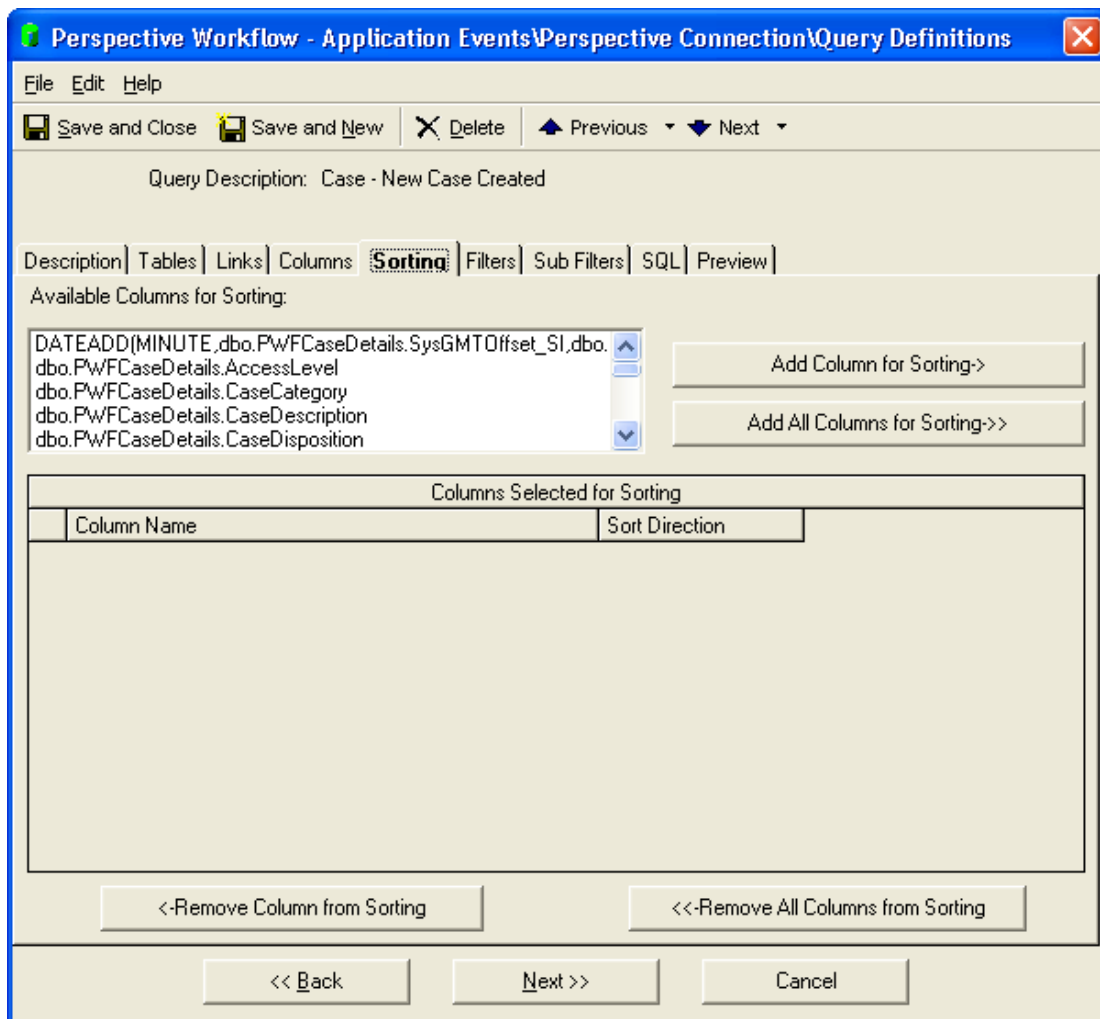 Perspective Workflow - Application Events\Perspective Connection\Query Definitions
File Edit Help
Save and Close Save and New Delete Previous Next
Query Description: Case - New Case Created
Description Tables Links Columns Sorting Filters Sub Filters SQL Preview
Available Columns for Sorting:
DATEADD(MINUTE,dbo.PWFCaseDetails.SysGMTOffset_SI,dbo.
dbo.PWFCaseDetails.AccessLevel
dbo.PWFCaseDetails.CaseCategory
dbo.PWFCaseDetails.CaseDescription
dbo.PWFCaseDetails.CaseDisposition
Add Column for Sorting->
Add All Columns for Sorting->>
Columns Selected for Sorting
Column Name Sort Direction
<-Remove Column from Sorting <<-Remove All Columns from Sorting
<< Back Next >> Cancel